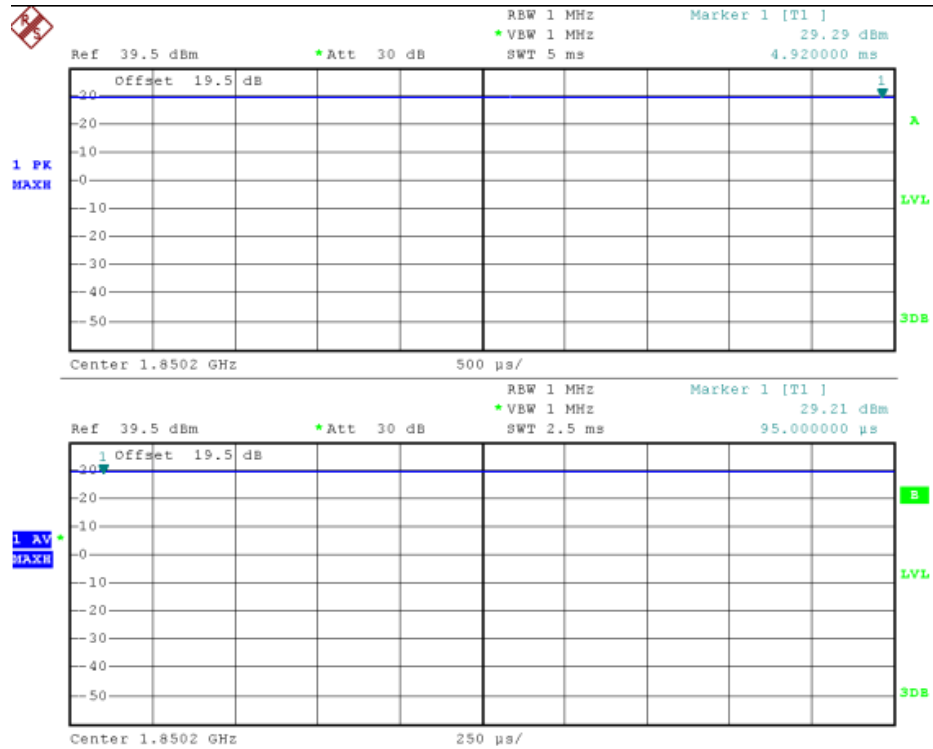 R S
RBW 1 MHz Marker 1 [T1 ]
*VBW 1 MHz 29.29 dBm
Ref 39.5 dBm *Att 30 dB SWT 5 ms 4.920000 ms
Offset 19.5 dB 1
20
A
10
1 PK
MAXH
0
-10 LVL
-20
-30
-40
-50 3DB
Center 1.8502 GHz 500 µs/
RBW 1 MHz Marker 1 [T1 ]
*VBW 1 MHz 29.21 dBm
Ref 39.5 dBm *Att 30 dB SWT 2.5 ms 95.000000 µs
1 Offset 19.5 dB
20 B
10
1 AV *
MAXH
0
-10 LVL
-20
-30
-40
-50 3DB
Center 1.8502 GHz 250 µs/